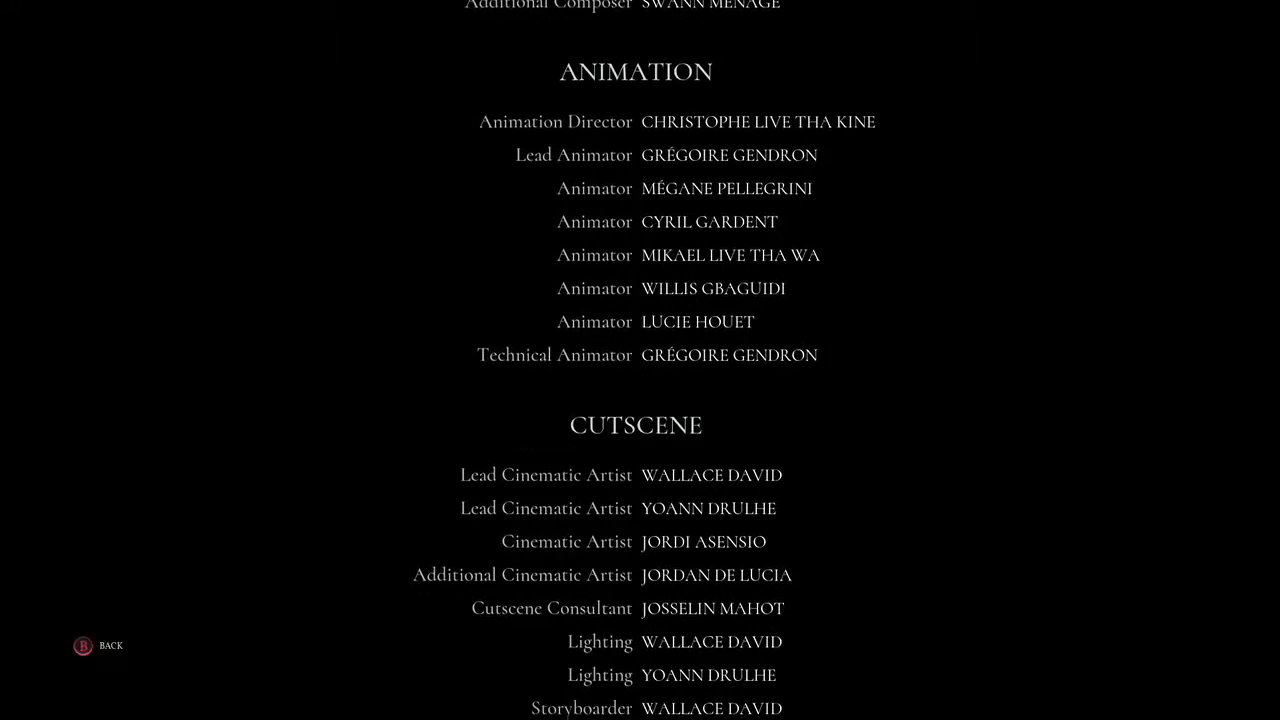 Additional Composer SWANN MENAGE
ANIMATION
Animation Director CHRISTOPHE LIVE THA KINE
Lead Animator GRÉGOIRE GENDRON
Animator MÉGANE PELLEGRINI
Animator CYRIL GARDENT
Animator MIKAEL LIVE THA WA
Animator WILLIS GBAGUIDI
Animator LUCIE HOUET
Technical Animator GRÉGOIRE GENDRON
CUTSCENE
Lead Cinematic Artist WALLACE DAVID
Lead Cinematic Artist YOANN DRULHE
Cinematic Artist JORDI ASENSIO
Additional Cinematic Artist JORDAN DE LUCIA
Cutscene Consultant JOSSELIN MAHOT
Lighting WALLACE DAVID
B BACK
Lighting YOANN DRULHE
Storyboarder WALLACE DAVID